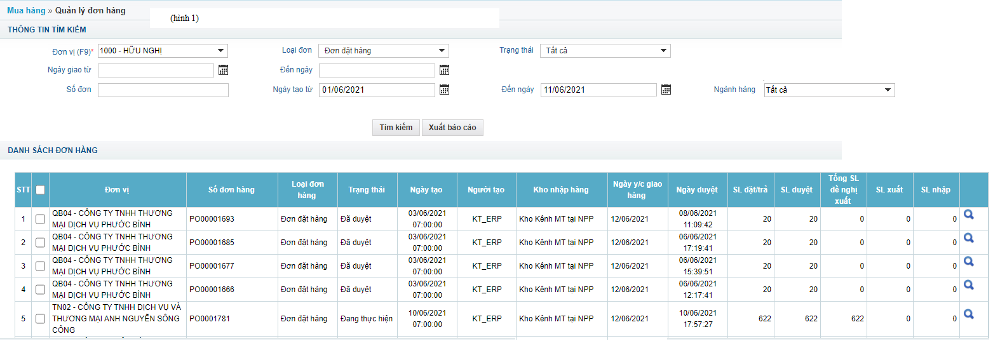 Mua hàng » Quản lý đơn hàng
(hình 1)
THÔNG TIN TÌM KIẾM
Đơn vị (F9)* 1000 - HỮU NGHỊ Loại đơn Đơn đặt hàng Trạng thái Tất cả
Ngày giao từ Đến ngày
Số đơn Ngày tạo từ 01/06/2021 Đến ngày 11/06/2021 Ngành hàng Tất cả
Tìm kiếm Xuất báo cáo
DANH SÁCH ĐƠN HÀNG
STT Đơn vị Số đơn hàng Loại đơn hàng Trạng thái Ngày tạo Người tạo Kho nhập hàng Ngày y/c giao hàng Ngày duyệt SL đặt/trả SL duyệt Tổng SL đề nghị xuất SL xuất SL nhập
1 QB04 - CÔNG TY TNHH THƯƠNG MẠI DỊCH VỤ PHƯỚC BÌNH PO00001693 Đơn đặt hàng Đã duyệt 03/06/2021 07:00:00 KT_ERP Kho Kênh MT tại NPP 12/06/2021 08/06/2021 11:09:42 20 20 0 0 0
2 QB04 - CÔNG TY TNHH THƯƠNG MẠI DỊCH VỤ PHƯỚC BÌNH PO00001685 Đơn đặt hàng Đã duyệt 03/06/2021 07:00:00 KT_ERP Kho Kênh MT tại NPP 12/06/2021 06/06/2021 17:19:41 20 20 0 0 0
3 QB04 - CÔNG TY TNHH THƯƠNG MẠI DỊCH VỤ PHƯỚC BÌNH PO00001677 Đơn đặt hàng Đã duyệt 03/06/2021 07:00:00 KT_ERP Kho Kênh MT tại NPP 12/06/2021 06/06/2021 15:39:51 20 20 0 0 0
4 QB04 - CÔNG TY TNHH THƯƠNG MẠI DỊCH VỤ PHƯỚC BÌNH PO00001666 Đơn đặt hàng Đã duyệt 03/06/2021 07:00:00 KT_ERP Kho Kênh MT tại NPP 12/06/2021 06/06/2021 12:17:41 20 20 0 0 0
5 TN02 - CÔNG TY TNHH DỊCH VỤ VÀ THƯƠNG MẠI ANH NGUYỄN SÔNG CÔNG PO0001781 Đơn đặt hàng Đang thực hiện 10/06/2021 07:00:00 KT_ERP Kho Kênh MT tại NPP 12/06/2021 10/06/2021 17:57:27 622 622 622 0 0